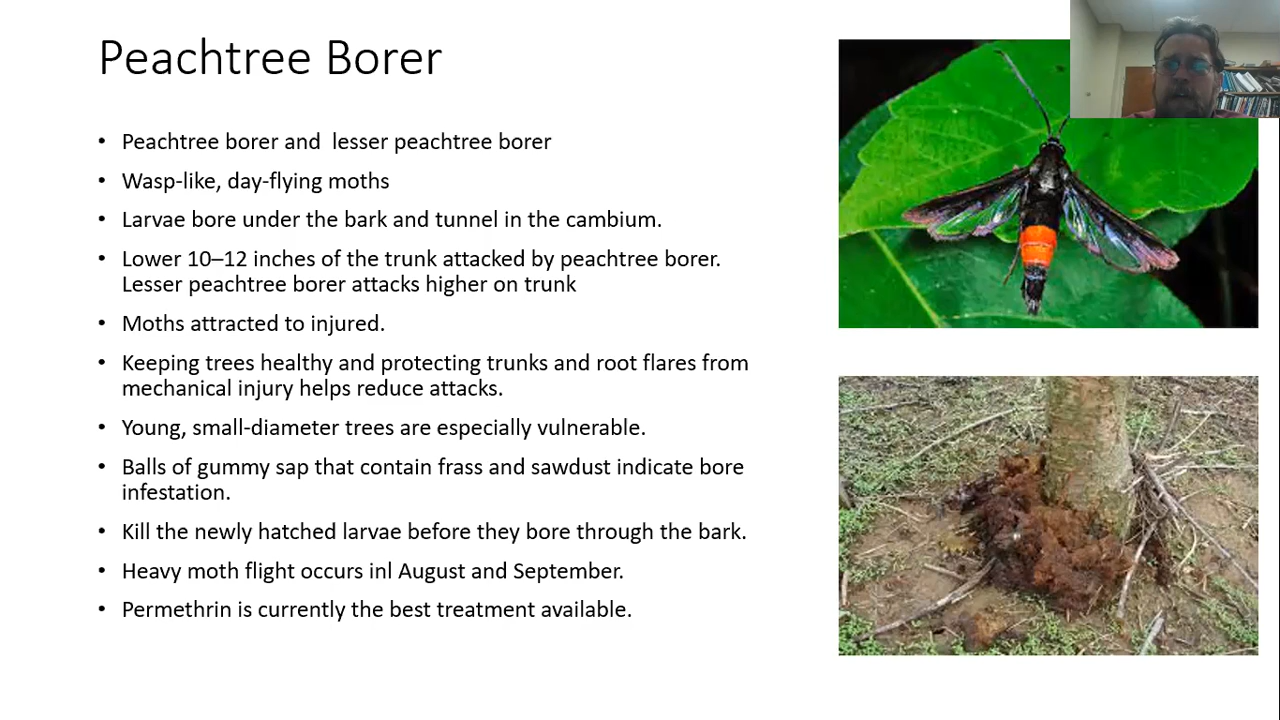 Peachtree Borer
• Peachtree borer and  lesser peachtree borer
• Wasp-like, day-flying moths
• Larvae bore under the bark and tunnel in the cambium.
• Lower 10–12 inches of the trunk attacked by peachtree borer.
Lesser peachtree borer attacks higher on trunk
• Moths attracted to injured.
• Keeping trees healthy and protecting trunks and root flares from
mechanical injury helps reduce attacks.
• Young, small-diameter trees are especially vulnerable.
• Balls of gummy sap that contain frass and sawdust indicate bore
infestation.
• Kill the newly hatched larvae before they bore through the bark.
• Heavy moth flight occurs inl August and September.
• Permethrin is currently the best treatment available.